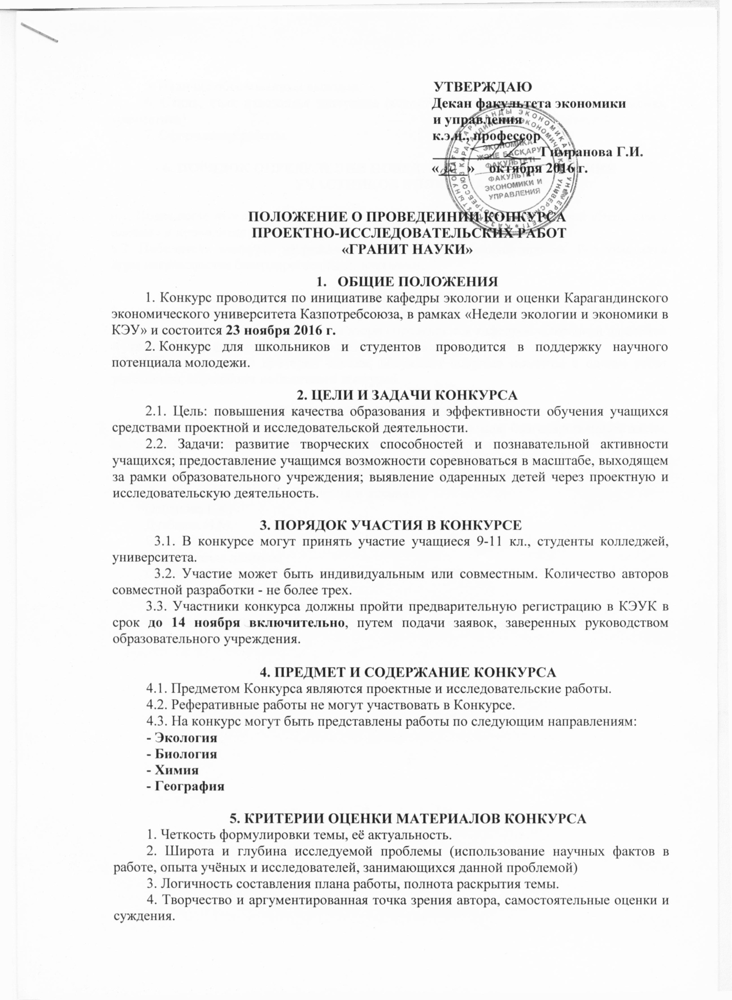 УТВЕРЖДАЮ
Декан факультета экономики
и управления
к.э.н., профессор
Гимранова Г.И.
« » октября 2016 г.
ЭКОНОМИКА
ЖӘНЕ БАСҚАРУ
ФАКУЛЬТЕТІ
ФАКУЛЬТЕТ
ЭКОНОМИКИ И
УПРАВЛЕНИЯ
ПОЛОЖЕНИЕ О ПРОВЕДЕИНИИ КОНКУРСА
ПРОЕКТНО-ИССЛЕДОВАТЕЛЬСКИХ РАБОТ
«ГРАНИТ НАУКИ»
1. ОБЩИЕ ПОЛОЖЕНИЯ
1. Конкурс проводится по инициативе кафедры экологии и оценки Карагандинского
экономического университета Казпотребсоюза, в рамках «Недели экологии и экономики в
КЭУ» и состоится 23 ноября 2016 г.
2. Конкурс для школьников и студентов проводится в поддержку научного
потенциала молодежи.
2. ЦЕЛИ И ЗАДАЧИ КОНКУРСА
2.1. Цель: повышения качества образования и эффективности обучения учащихся
средствами проектной и исследовательской деятельности.
2.2. Задачи: развитие творческих способностей и познавательной активности
учащихся; предоставление учащимся возможности соревноваться в масштабе, выходящем
за рамки образовательного учреждения; выявление одаренных детей через проектную и
исследовательскую деятельность.
3. ПОРЯДОК УЧАСТИЯ В КОНКУРСЕ
3.1. В конкурсе могут принять участие учащиеся 9-11 кл., студенты колледжей,
университета.
3.2. Участие может быть индивидуальным или совместным. Количество авторов
совместной разработки - не более трех.
3.3. Участники конкурса должны пройти предварительную регистрацию в КЭУК в
срок до 14 ноября включительно, путем подачи заявок, заверенных руководством
образовательного учреждения.
4. ПРЕДМЕТ И СОДЕРЖАНИЕ КОНКУРСА
4.1. Предметом Конкурса являются проектные и исследовательские работы.
4.2. Реферативные работы не могут участвовать в Конкурсе.
4.3. На конкурс могут быть представлены работы по следующим направлениям:
- Экология
- Биология
- Химия
- География
5. КРИТЕРИИ ОЦЕНКИ МАТЕРИАЛОВ КОНКУРСА
1. Четкость формулировки темы, её актуальность.
2. Широта и глубина исследуемой проблемы (использование научных фактов в
работе, опыта учёных и исследователей, занимающихся данной проблемой)
3. Логичность составления плана работы, полнота раскрытия темы.
4. Творчество и аргументированная точка зрения автора, самостоятельные оценки и
суждения.